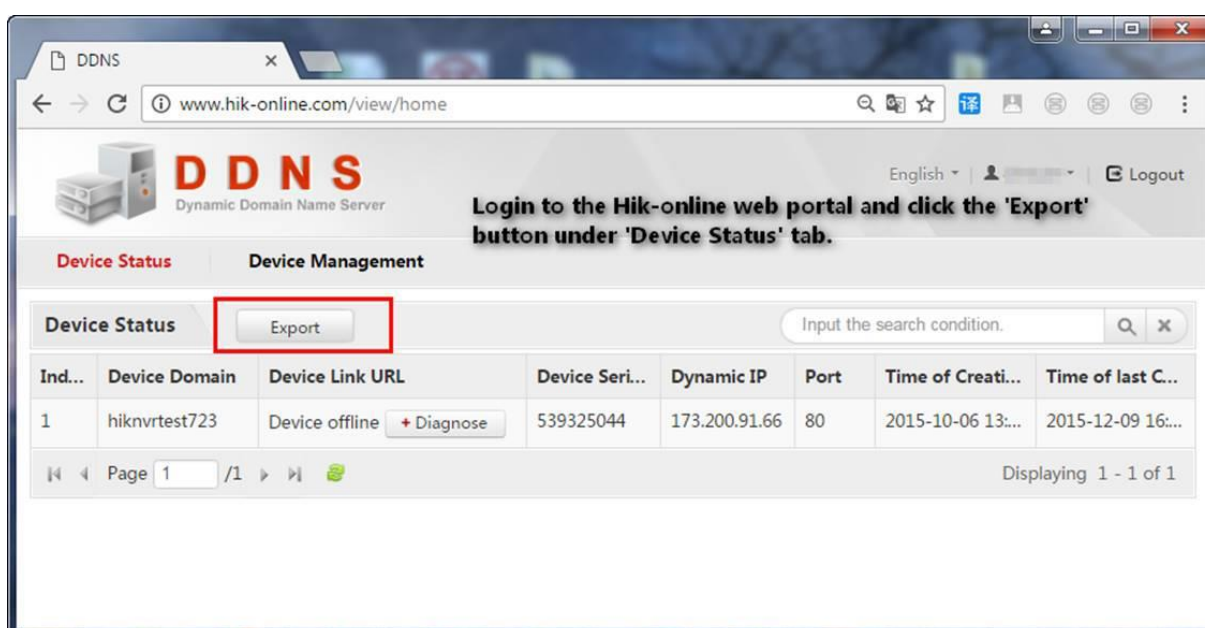 DDNS
www.hik-online.com/view/home
译
DDNS
Dynamic Domain Name Server
English
Logout
Login to the Hik-online web portal and click the 'Export'
button under 'Device Status' tab.
Device Status Device Management
Device Status Export Input the search condition.
Ind... Device Domain Device Link URL Device Seri... Dynamic IP Port Time of Creati... Time of last C...
1 hiknvrtest723 Device offline + Diagnose 539325044 173.200.91.66 80 2015-10-06 13:... 2015-12-09 16:...
Page 1 /1 Displaying 1 - 1 of 1